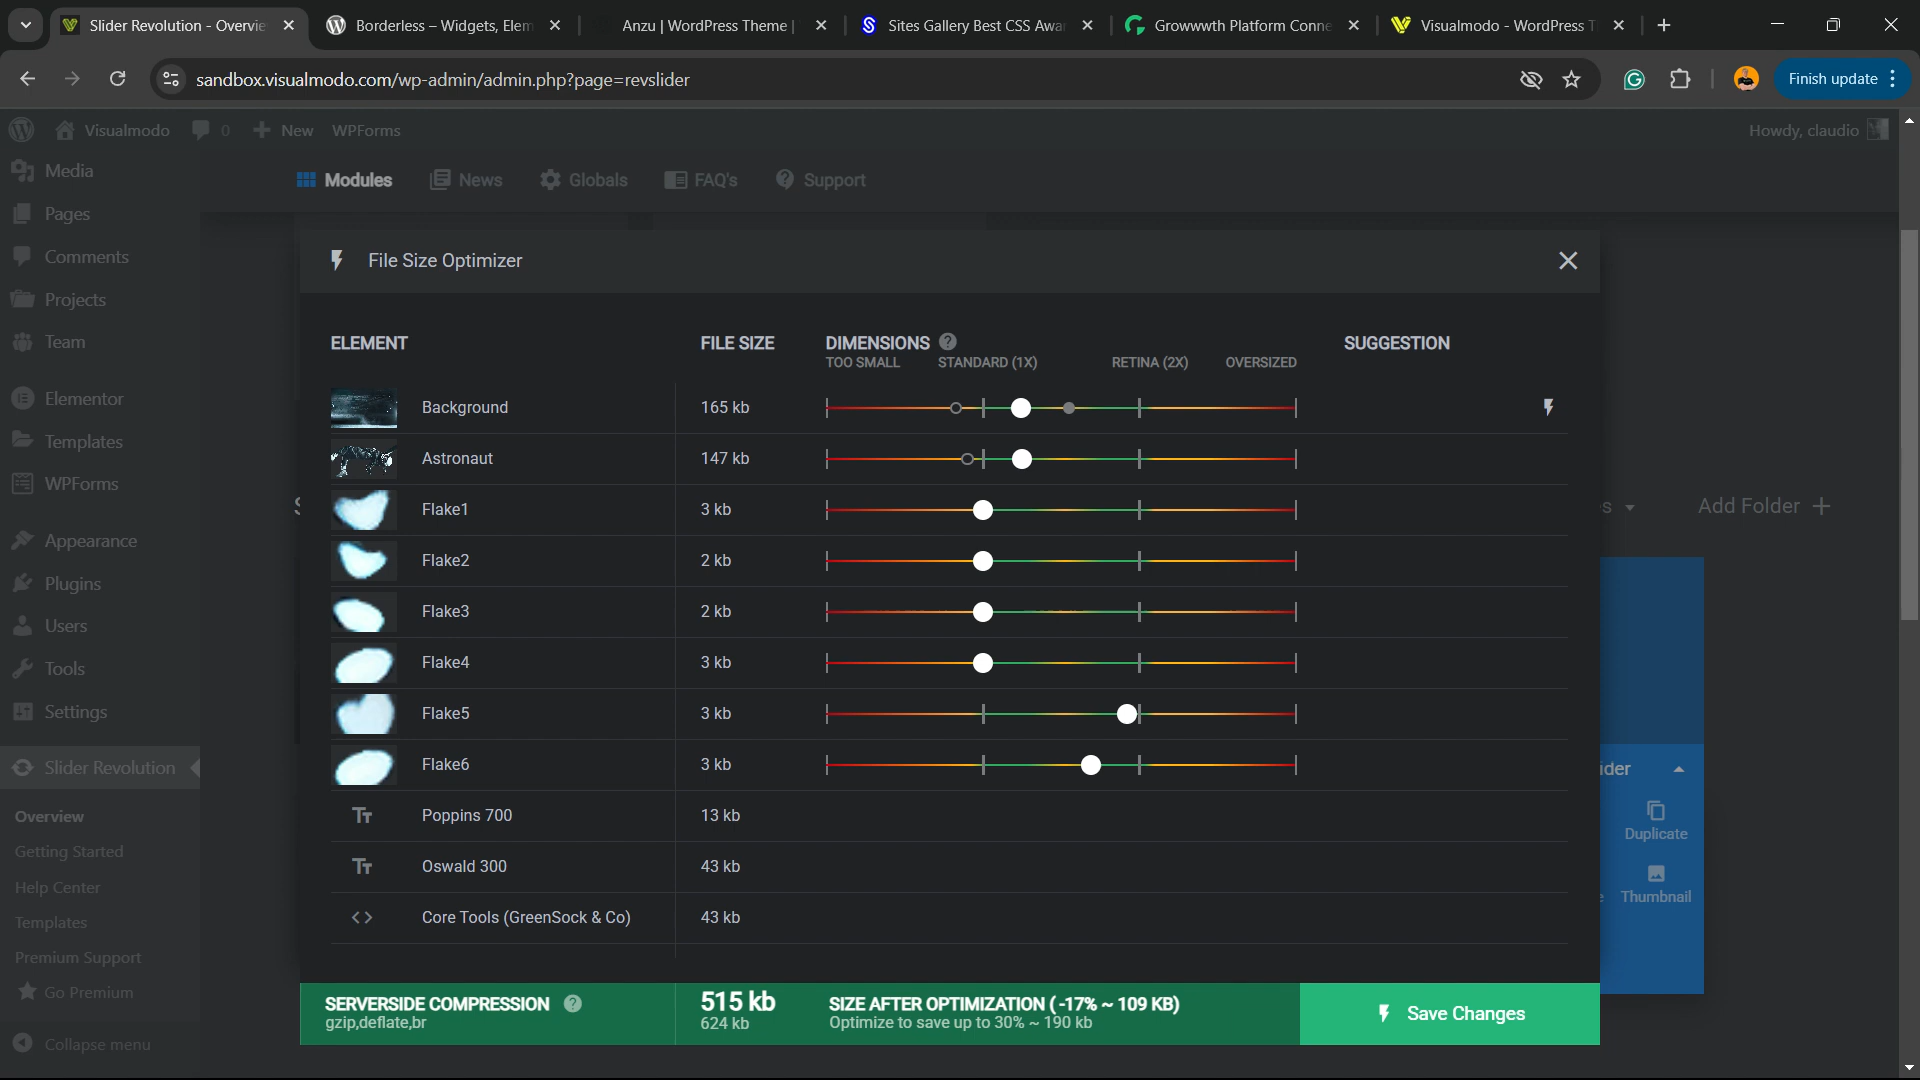 Slider Revolution - Overvie
Borderless – Widgets, Elem
Anzu | WordPress Theme |
Sites Gallery Best CSS Awa
Growwwth Platform Conne
Visualmodo - WordPress T
sandbox.visualmodo.com/wp-admin/admin.php?page=revslider
Finish update
Visualmodo
0
New
WPForms
Howdy, claudio
Media
Pages
Comments
Projects
Team
Elementor
Templates
WPForms
Appearance
Plugins
Users
Tools
Settings
Slider Revolution
Overview
Getting Started
Help Center
Templates
Premium Support
Go Premium
Collapse menu
Modules
News
Globals
FAQ's
Support
File Size Optimizer
ELEMENT
FILE SIZE
DIMENSIONS
SUGGESTION
TOO SMALL
STANDARD (1X)
RETINA (2X)
OVERSIZED
Background 165 kb
Astronaut 147 kb
Flake1 3 kb
Flake2 2 kb
Flake3 2 kb
Flake4 3 kb
Flake5 3 kb
Flake6 3 kb
Tт Poppins 700 13 kb
Tт Oswald 300 43 kb
<> Core Tools (GreenSock & Co) 43 kb
SERVERSIDE COMPRESSION
gzip,deflate,br
515 kb
624 kb
SIZE AFTER OPTIMIZATION ( -17% ~ 109 KB)
Optimize to save up to 30% ~ 190 kb
Save Changes
Add Folder
ider
Duplicate
Thumbnail